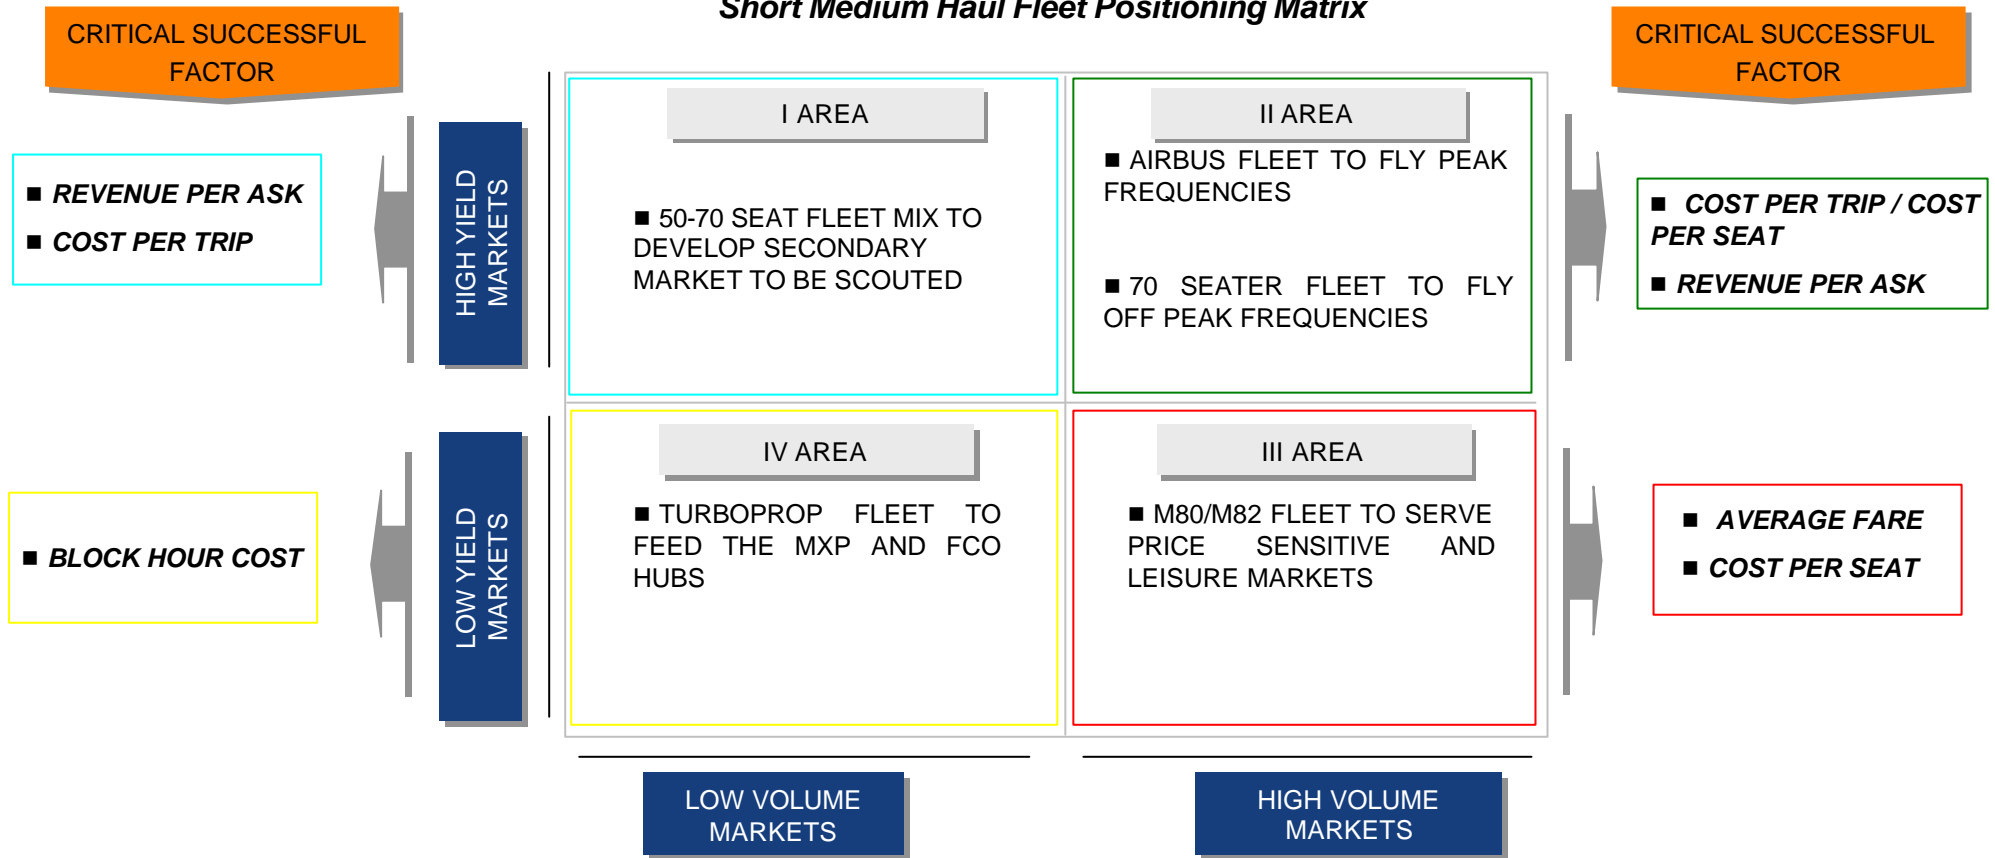 Short Medium Haul Fleet Positioning Matrix
CRITICAL SUCCESSFUL
FACTOR
CRITICAL SUCCESSFUL
FACTOR
HIGH YIELD
MARKETS
■ REVENUE PER ASK
■ COST PER TRIP
I AREA
■ 50-70 SEAT FLEET MIX TO
DEVELOP SECONDARY
MARKET TO BE SCOUTED
II AREA
■ AIRBUS FLEET TO FLY PEAK
FREQUENCIES
■ 70 SEATER FLEET TO FLY
OFF PEAK FREQUENCIES
■ COST PER TRIP / COST
PER SEAT
■ REVENUE PER ASK
LOW YIELD
MARKETS
■ BLOCK HOUR COST
IV AREA
■ TURBOPROP FLEET TO
FEED THE MXP AND FCO
HUBS
III AREA
■ M80/M82 FLEET TO SERVE
PRICE SENSITIVE AND
LEISURE MARKETS
■ AVERAGE FARE
■ COST PER SEAT
LOW VOLUME
MARKETS
HIGH VOLUME
MARKETS